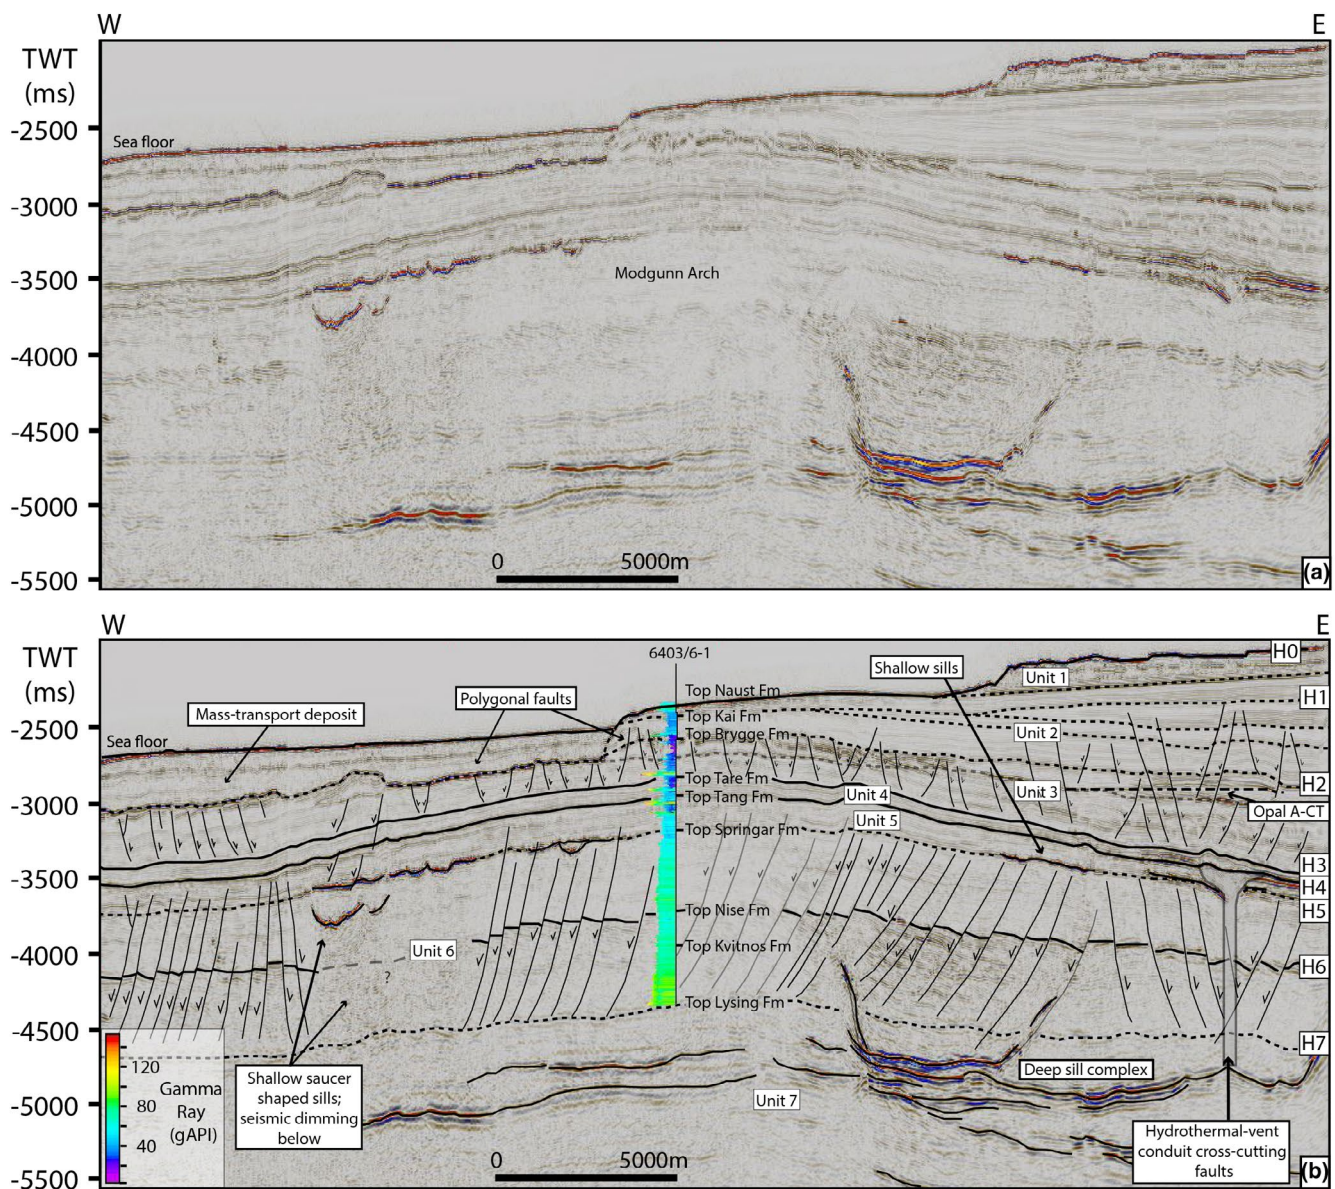 W
E
TWT
(ms)
-2500
-3000
-3500
-4000
-4500
-5000
-5500
Sea floor
Modgunn Arch
0 5000m
(a)
W
E
TWT
(ms)
-2500
-3000
-3500
-4000
-4500
-5000
-5500
6403/6-1
Shallow sills
H0
Unit 1
Top Naust Fm
H1
Polygonal faults
Mass-transport deposit
Top Kai Fm
Unit 2
Sea floor
Top Brygge Fm
Top Tare Fm
H2
Unit 3
Top Tang Fm
Unit 4
Opal A-CT
Unit 5
Top Springar Fm
H3
H4
H5
Top Nise Fm
Top Kvitnos Fm
Unit 6
H6
?
Top Lysing Fm
H7
Deep sill complex
Unit 7
120
80
40
Gamma
Ray
(gAPI)
Shallow saucer
shaped sills;
seismic dimming
below
Hydrothermal-vent
conduit cross-cutting
faults
0 5000m
(b)